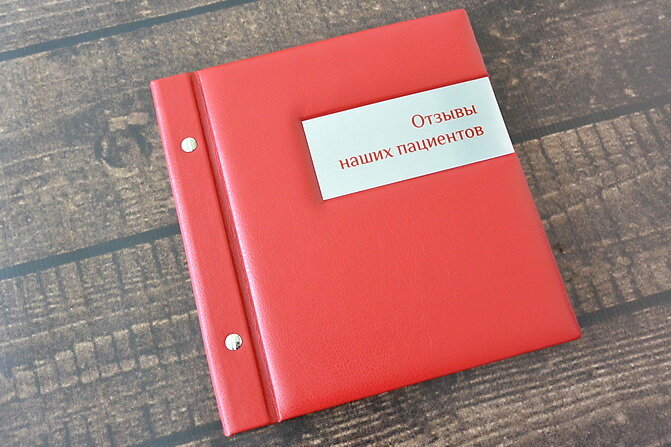 Отзывы
наших пациентов